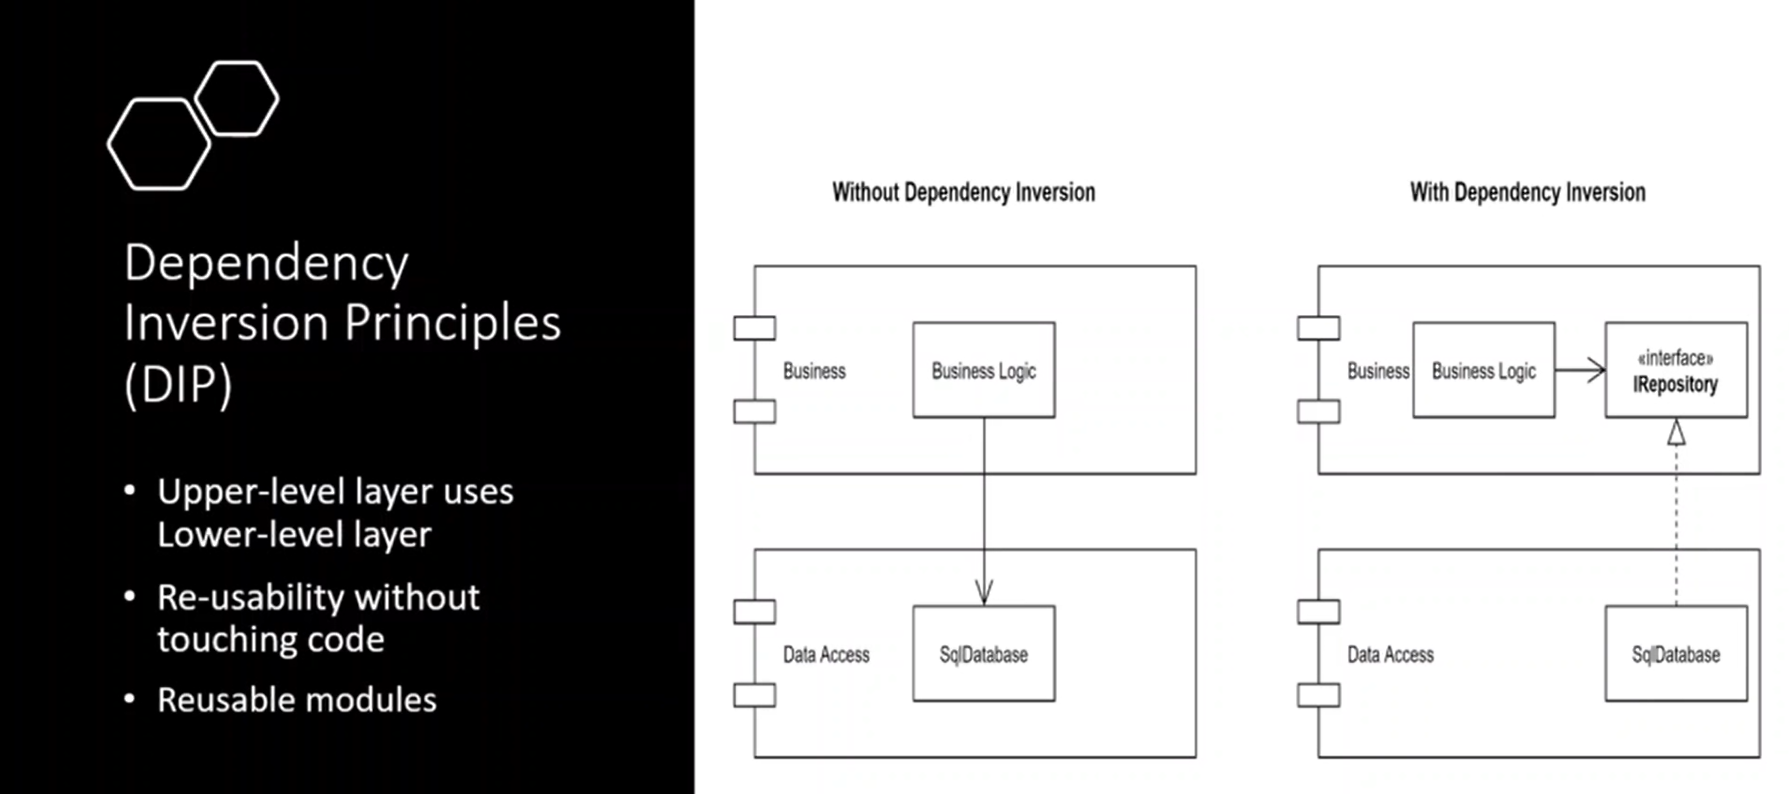 Dependency
Inversion Principles
(DIP)
• Upper-level layer uses
Lower-level layer
• Re-usability without
touching code
• Reusable modules
Without Dependency Inversion
Business
Business Logic
Data Access
SqlDatabase
With Dependency Inversion
Business
Business Logic
«interface»
IRepository
Data Access
SqlDatabase